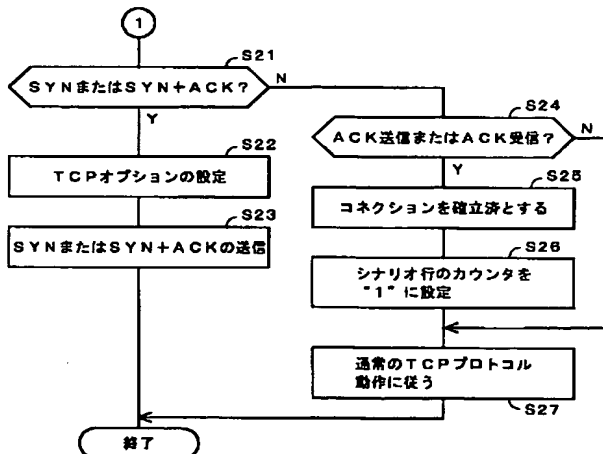 1
S21
SYNまたはSYN+ACK?
N
Y
S22
TCPオプションの設定
S23
SYNまたはSYN+ACKの送信
S24
ACK送信またはACK受信?
N
Y
S25
コネクションを確立済とする
S26
シナリオ行のカウンタを
"1"に設定
通常のTCPプロトコル
動作に従う
S27
終了